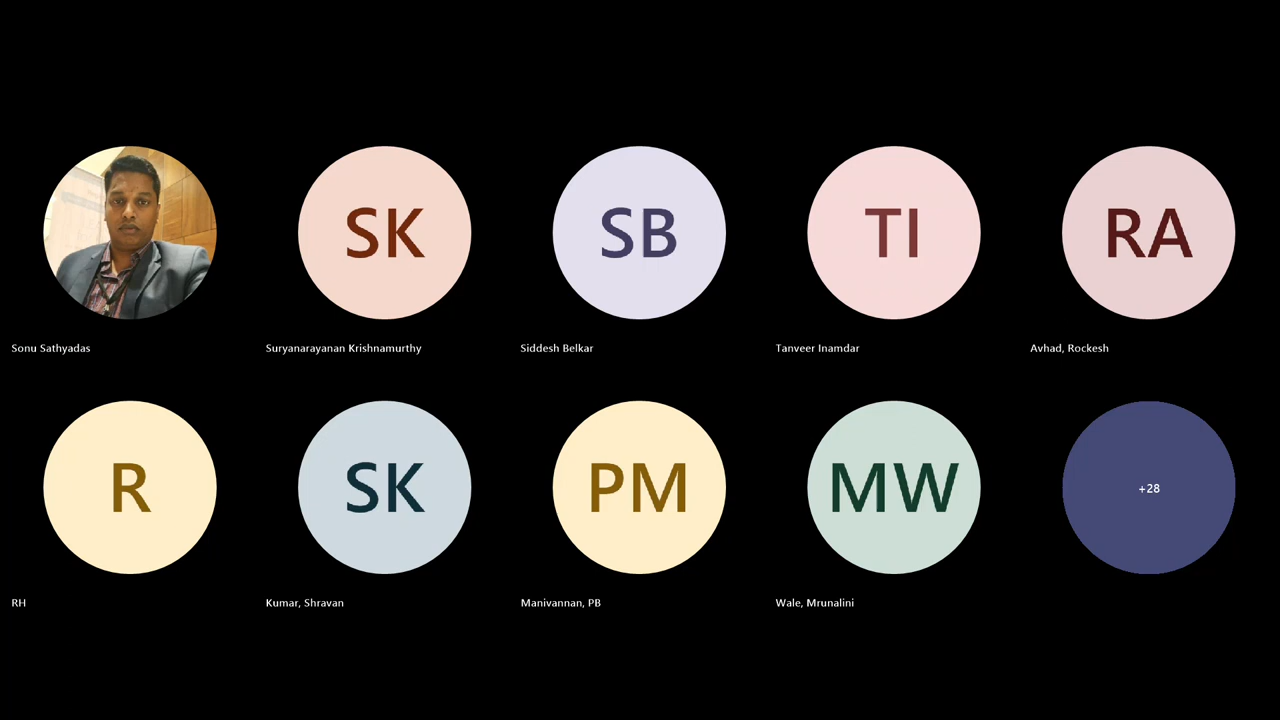 SK
SB
TI
RA
Sonu Sathyadas
Suryanarayanan Krishnamurthy
Siddesh Belkar
Tanveer Inamdar
Avhad, Rockesh
R
SK
PM
MW
+28
RH
Kumar, Shravan
Manivannan, PB
Wale, Mrunalini